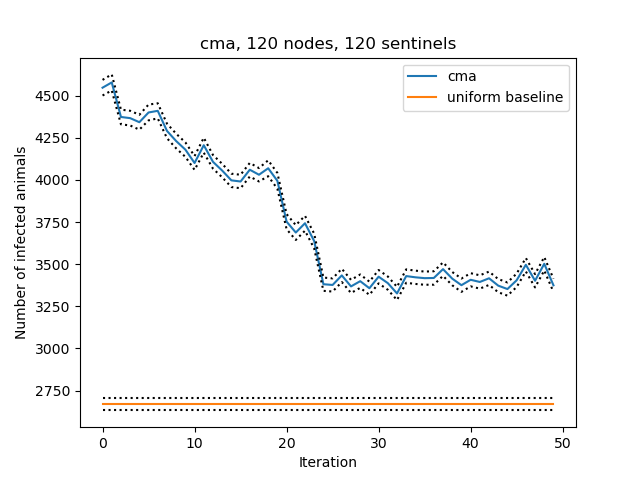 cma, 120 nodes, 120 sentinels
cma
uniform baseline
Number of infected animals
4500
4250
4000
3750
3500
3250
3000
2750
0 10 20 30 40 50
Iteration